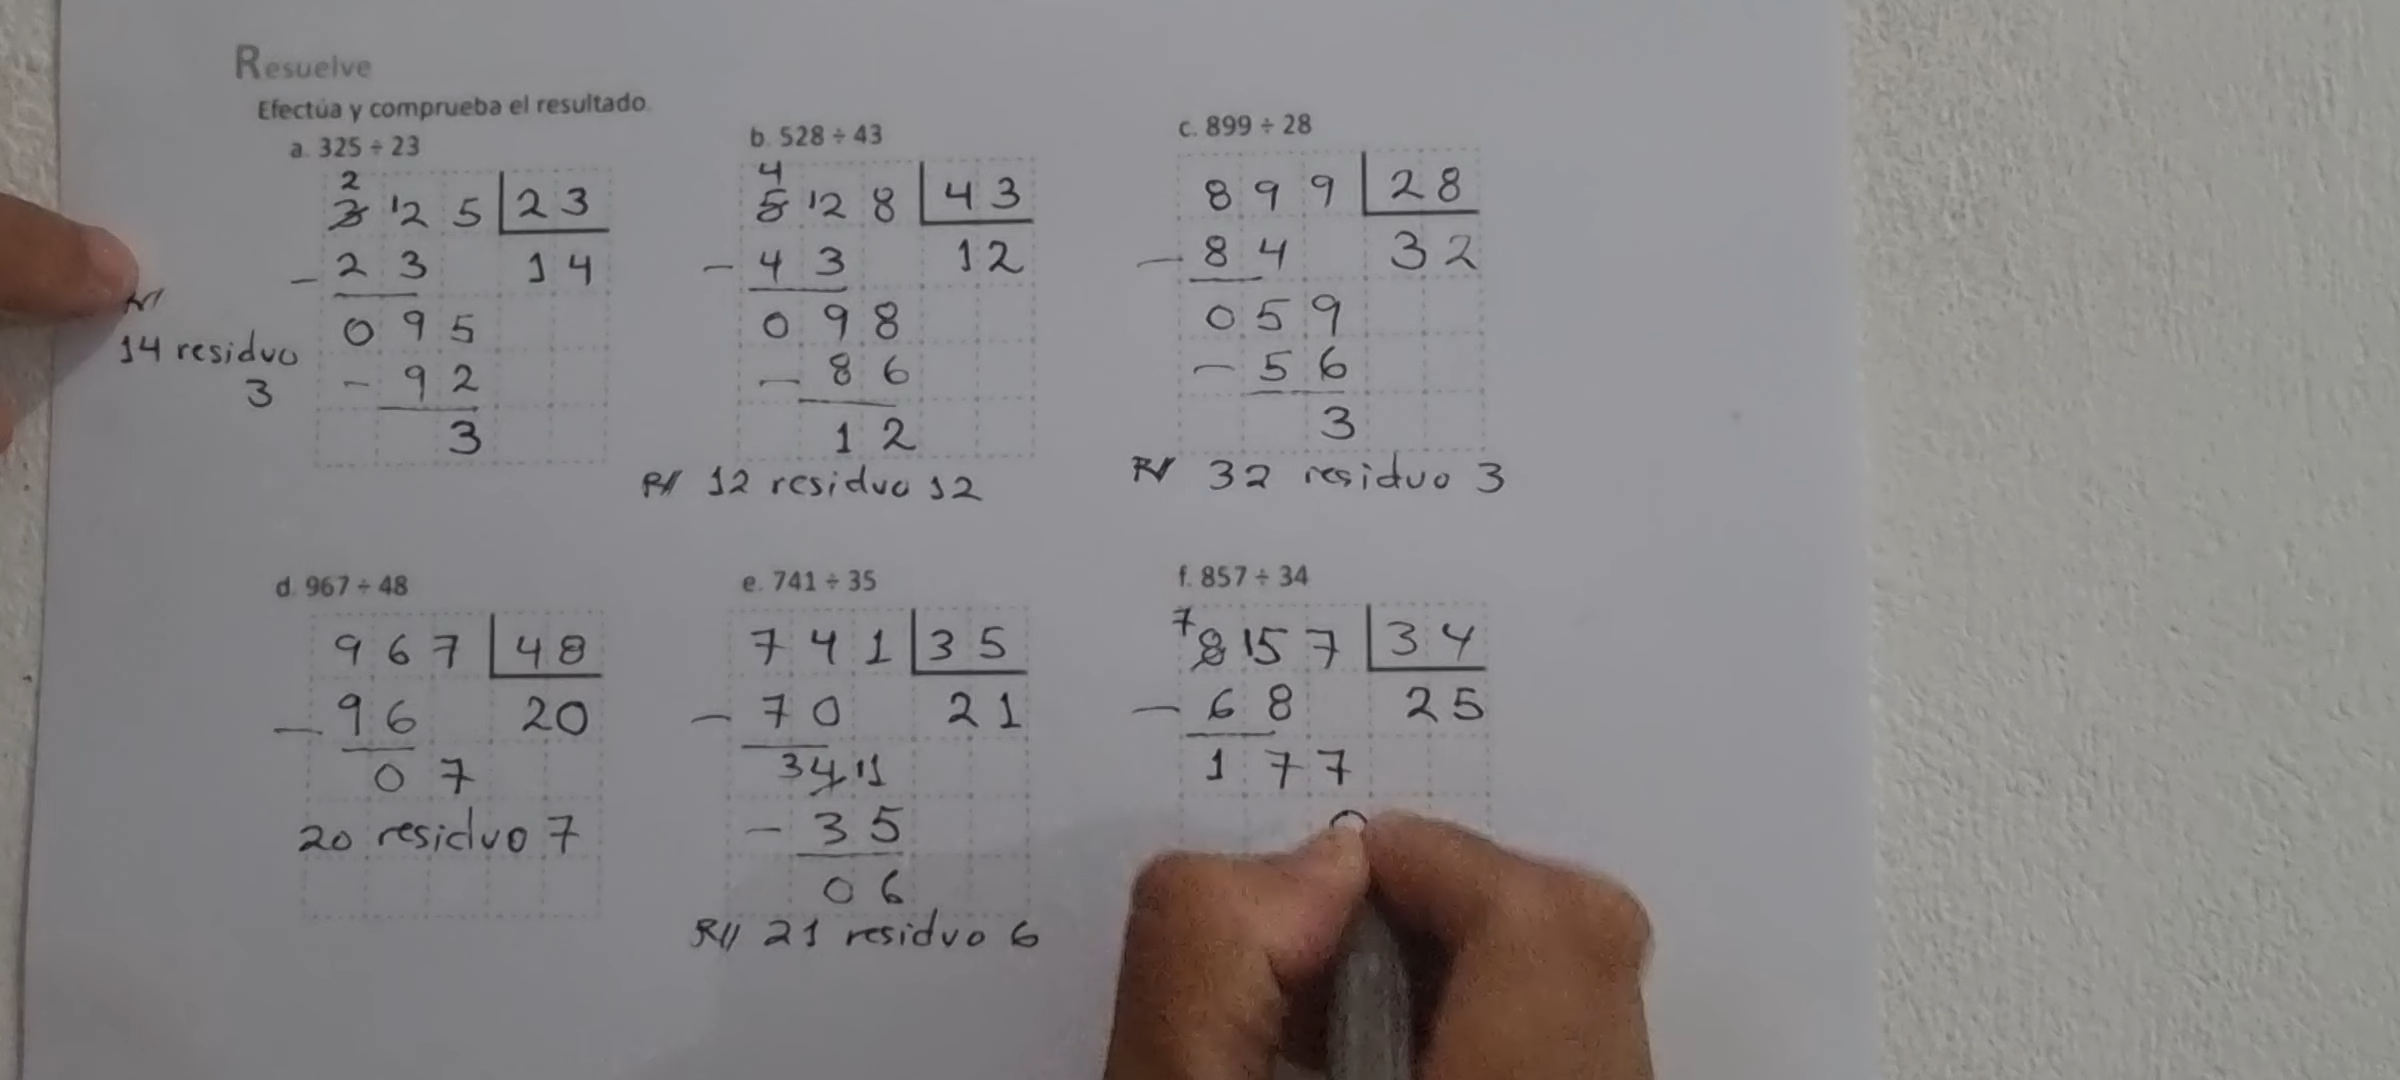 Resuelve
Efectúa y comprueba el resultado.
a. 325 ÷ 23
2
3 12 5 23
- 2 3 14
0 9 5
- 9 2
3
R//
14 residuo
3
b. 528 ÷ 43
4
5 12 8 43
- 4 3 12
0 9 8
- 8 6
1 2
R// 12 residuo 12
c. 899 ÷ 28
8 9 9 28
- 8 4 32
0 5 9
- 5 6
3
R// 32 residuo 3
d. 967 ÷ 48
9 6 7 48
- 9 6 20
0 7
20 residuo 7
e. 741 ÷ 35
7 4 1 35
- 7 0 21
3 4 11
- 3 5
0 6
R// 21 residuo 6
f. 857 ÷ 34
7
8 15 7 34
- 6 8 25
1 7 7